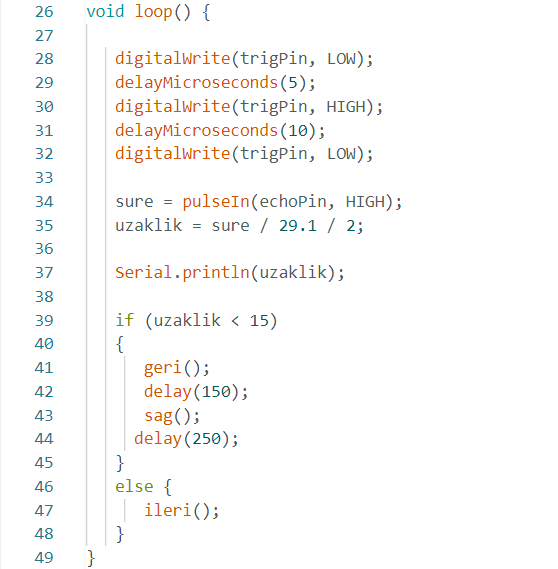 26 void loop() {
27
28 digitalWrite(trigPin, LOW);
29 delayMicroseconds(5);
30 digitalWrite(trigPin, HIGH);
31 delayMicroseconds(10);
32 digitalWrite(trigPin, LOW);
33
34 sure = pulseIn(echoPin, HIGH);
35 uzaklik = sure / 29.1 / 2;
36
37 Serial.println(uzaklik);
38
39 if (uzaklik < 15)
40 {
41 geri();
42 delay(150);
43 sag();
44 delay(250);
45 }
46 else {
47 ileri();
48 }
49 }